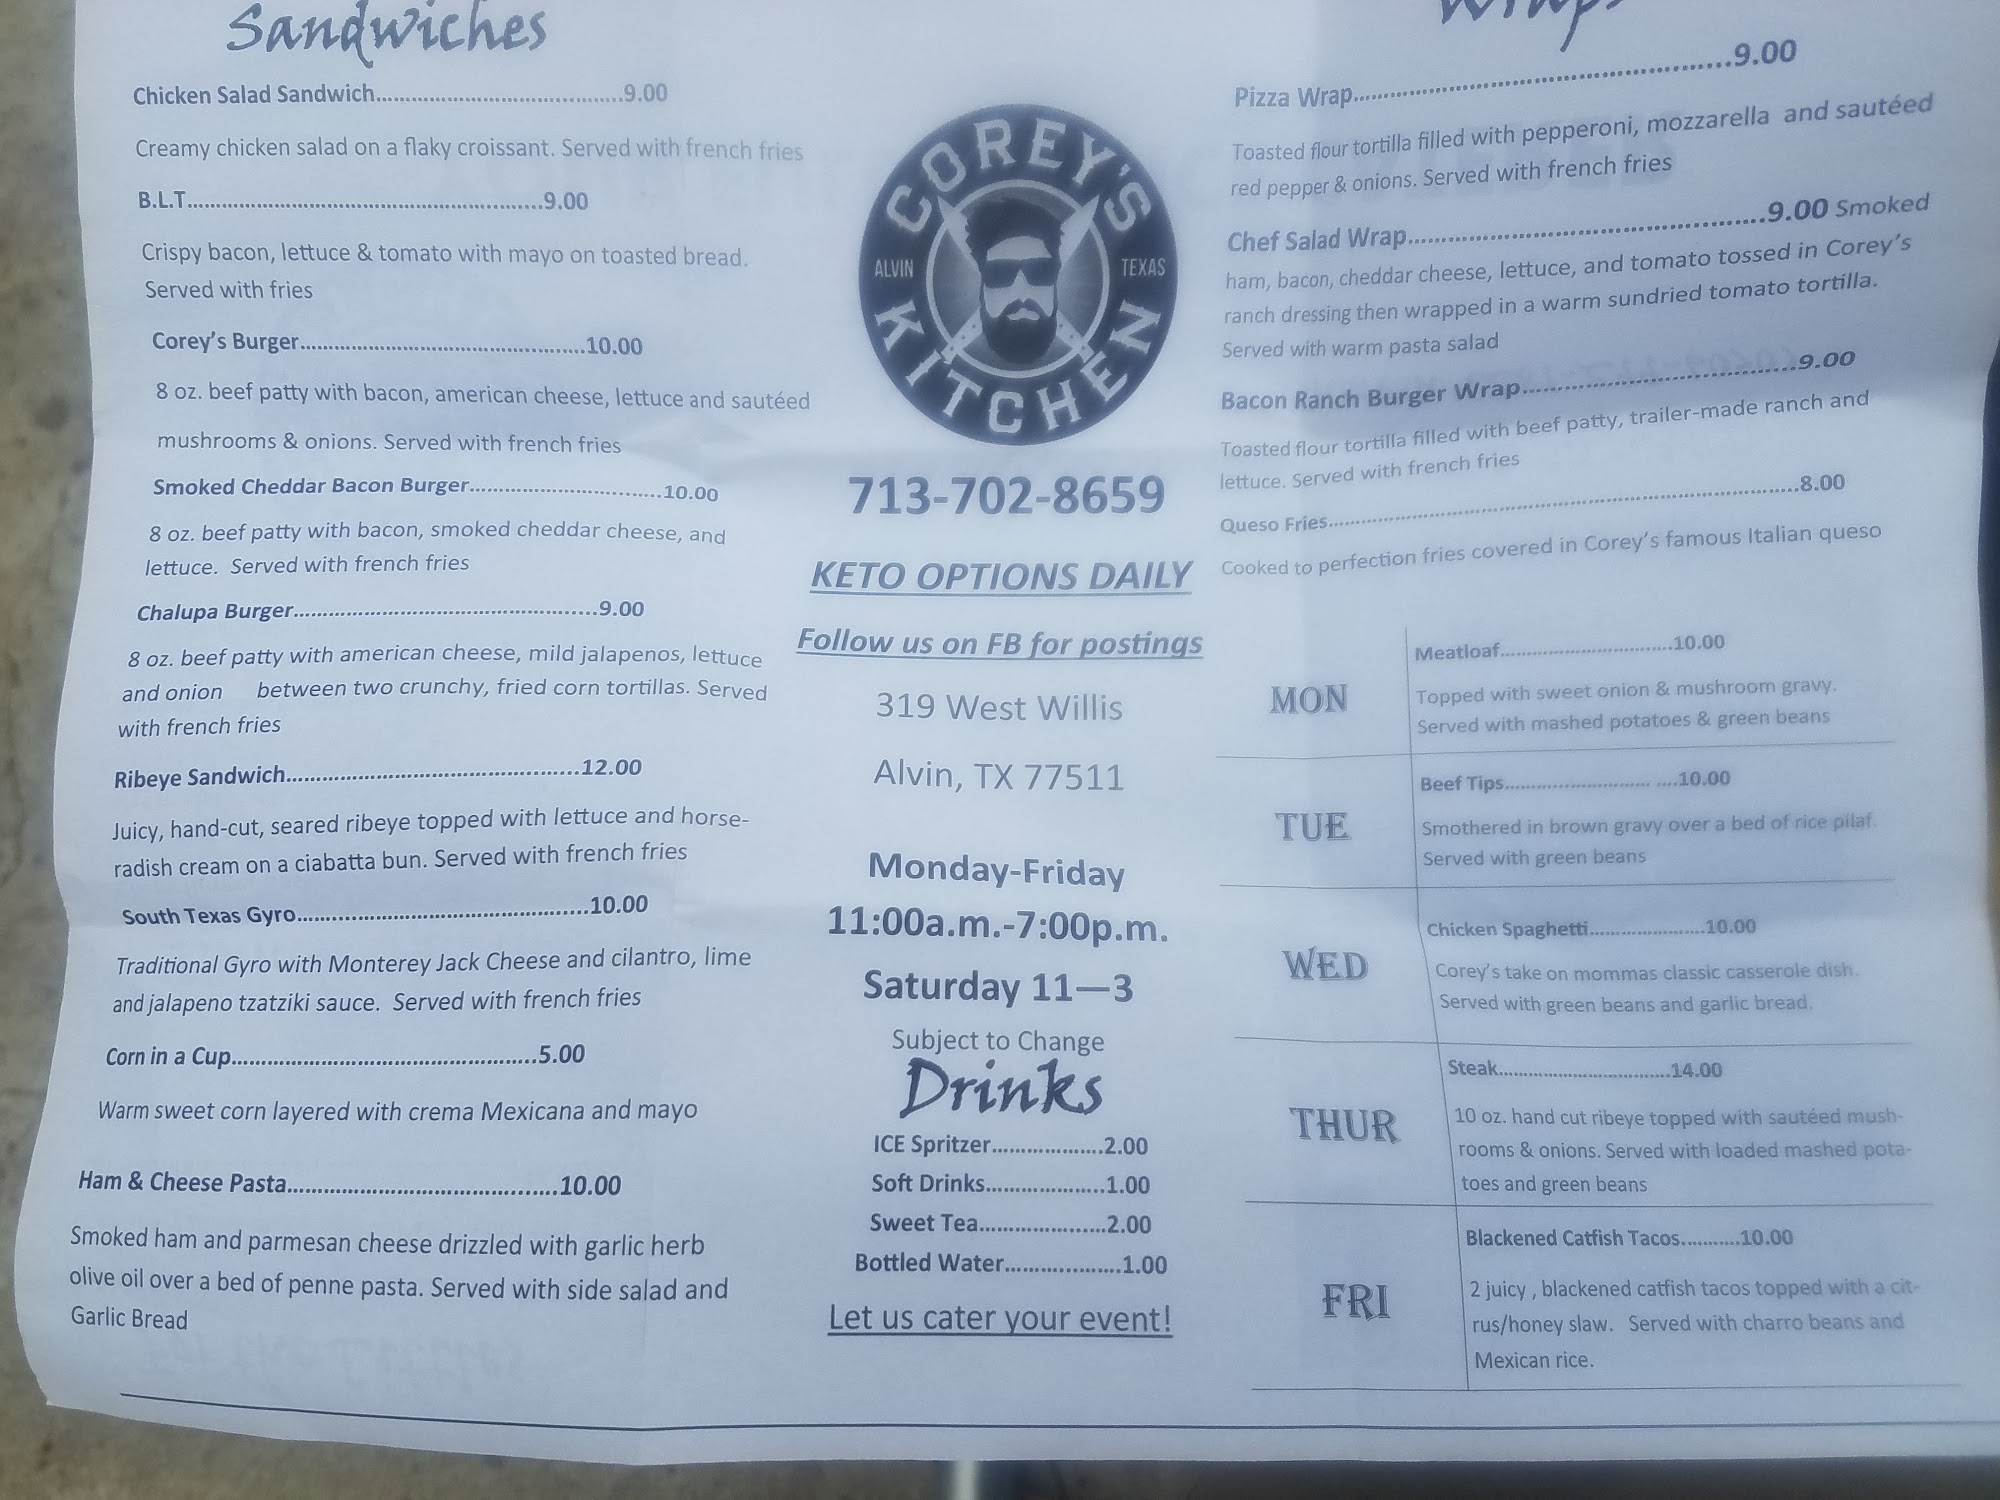 Sandwiches
Chicken Salad Sandwich..........................................9.00
Creamy chicken salad on a flaky croissant. Served with french fries
B.L.T..............................................................9.00
Crispy bacon, lettuce & tomato with mayo on toasted bread.
Served with fries
Corey's Burger.................................................10.00
8 oz. beef patty with bacon, american cheese, lettuce and sautéed
mushrooms & onions. Served with french fries
Smoked Cheddar Bacon Burger................................10.00
8 oz. beef patty with bacon, smoked cheddar cheese, and
lettuce.  Served with french fries
Chalupa Burger....................................................9.00
8 oz. beef patty with american cheese, mild jalapenos, lettuce
and onion    between two crunchy, fried corn tortillas. Served
with french fries
Ribeye Sandwich.................................................12.00
Juicy, hand-cut, seared ribeye topped with lettuce and horse-
radish cream on a ciabatta bun. Served with french fries
South Texas Gyro.................................................10.00
Traditional Gyro with Monterey Jack Cheese and cilantro, lime
and jalapeno tzatziki sauce.  Served with french fries
Corn in a Cup.....................................................5.00
Warm sweet corn layered with crema Mexicana and mayo
Ham & Cheese Pasta.............................................10.00
Smoked ham and parmesan cheese drizzled with garlic herb
olive oil over a bed of penne pasta. Served with side salad and
Garlic Bread
COREY'S
ALVIN TEXAS
KITCHEN
713-702-8659
KETO OPTIONS DAILY
Follow us on FB for postings
319 West Willis
Alvin, TX 77511
Monday-Friday
11:00a.m.-7:00p.m.
Saturday 11—3
Subject to Change
Drinks
ICE Spritzer...................2.00
Soft Drinks.....................1.00
Sweet Tea......................2.00
Bottled Water....................1.00
Let us cater your event!
Wraps
Pizza Wrap...............................................................9.00
Toasted flour tortilla filled with pepperoni, mozzarella  and sautéed
red pepper & onions. Served with french fries
Chef Salad Wrap............................................................9.00 Smoked
ham, bacon, cheddar cheese, lettuce, and tomato tossed in Corey's
ranch dressing then wrapped in a warm sundried tomato tortilla.
Served with warm pasta salad
Bacon Ranch Burger Wrap...............................................9.00
Toasted flour tortilla filled with beef patty, trailer-made ranch and
lettuce. Served with french fries
Queso Fries...............................................................................8.00
Cooked to perfection fries covered in Corey's famous Italian queso
MON
Meatloaf...............................10.00
Topped with sweet onion & mushroom gravy.
Served with mashed potatoes & green beans
TUE
Beef Tips.......................... ....10.00
Smothered in brown gravy over a bed of rice pilaf.
Served with green beans
WED
Chicken Spaghetti.....................10.00
Corey's take on mommas classic casserole dish.
Served with green beans and garlic bread.
THUR
Steak...............................14.00
10 oz. hand cut ribeye topped with sautéed mush-
rooms & onions. Served with loaded mashed pota-
toes and green beans
FRI
Blackened Catfish Tacos..........10.00
2 juicy , blackened catfish tacos topped with a cit-
rus/honey slaw.   Served with charro beans and
Mexican rice.